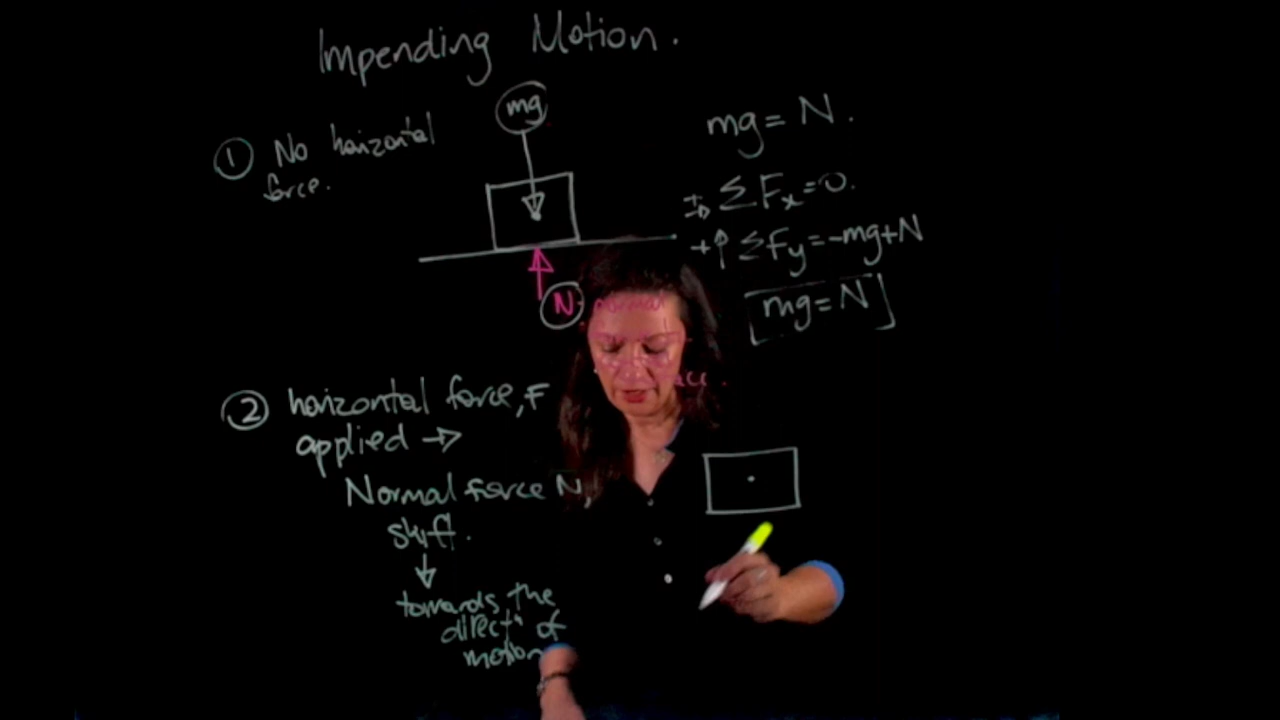 Impending Motion.
① No horizontal
force.
mg
N: normal
mg = N.
+→ ΣFx = 0.
+↑ ΣFy = -mg+N
mg = N
② horizontal force, F
applied →
Normal force N,
shift.
↓
towards the
direct" of
motion